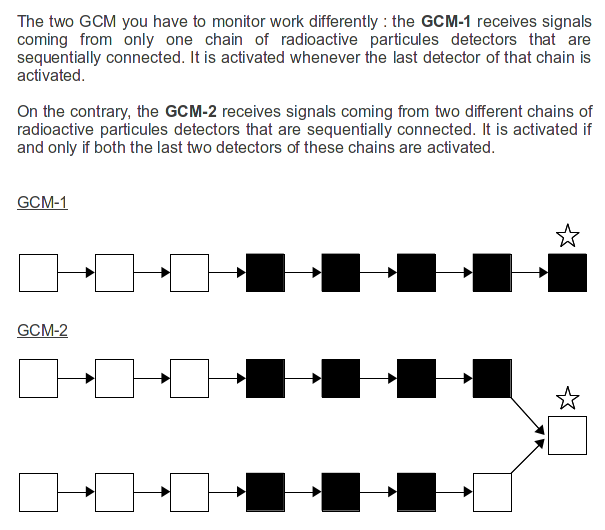 The two GCM you have to monitor work differently : the GCM-1 receives signals
coming from only one chain of radioactive particules detectors that are
sequentially connected. It is activated whenever the last detector of that chain is
activated.
On the contrary, the GCM-2 receives signals coming from two different chains of
radioactive particules detectors that are sequentially connected. It is activated if
and only if both the last two detectors of these chains are activated.
GCM-1
GCM-2